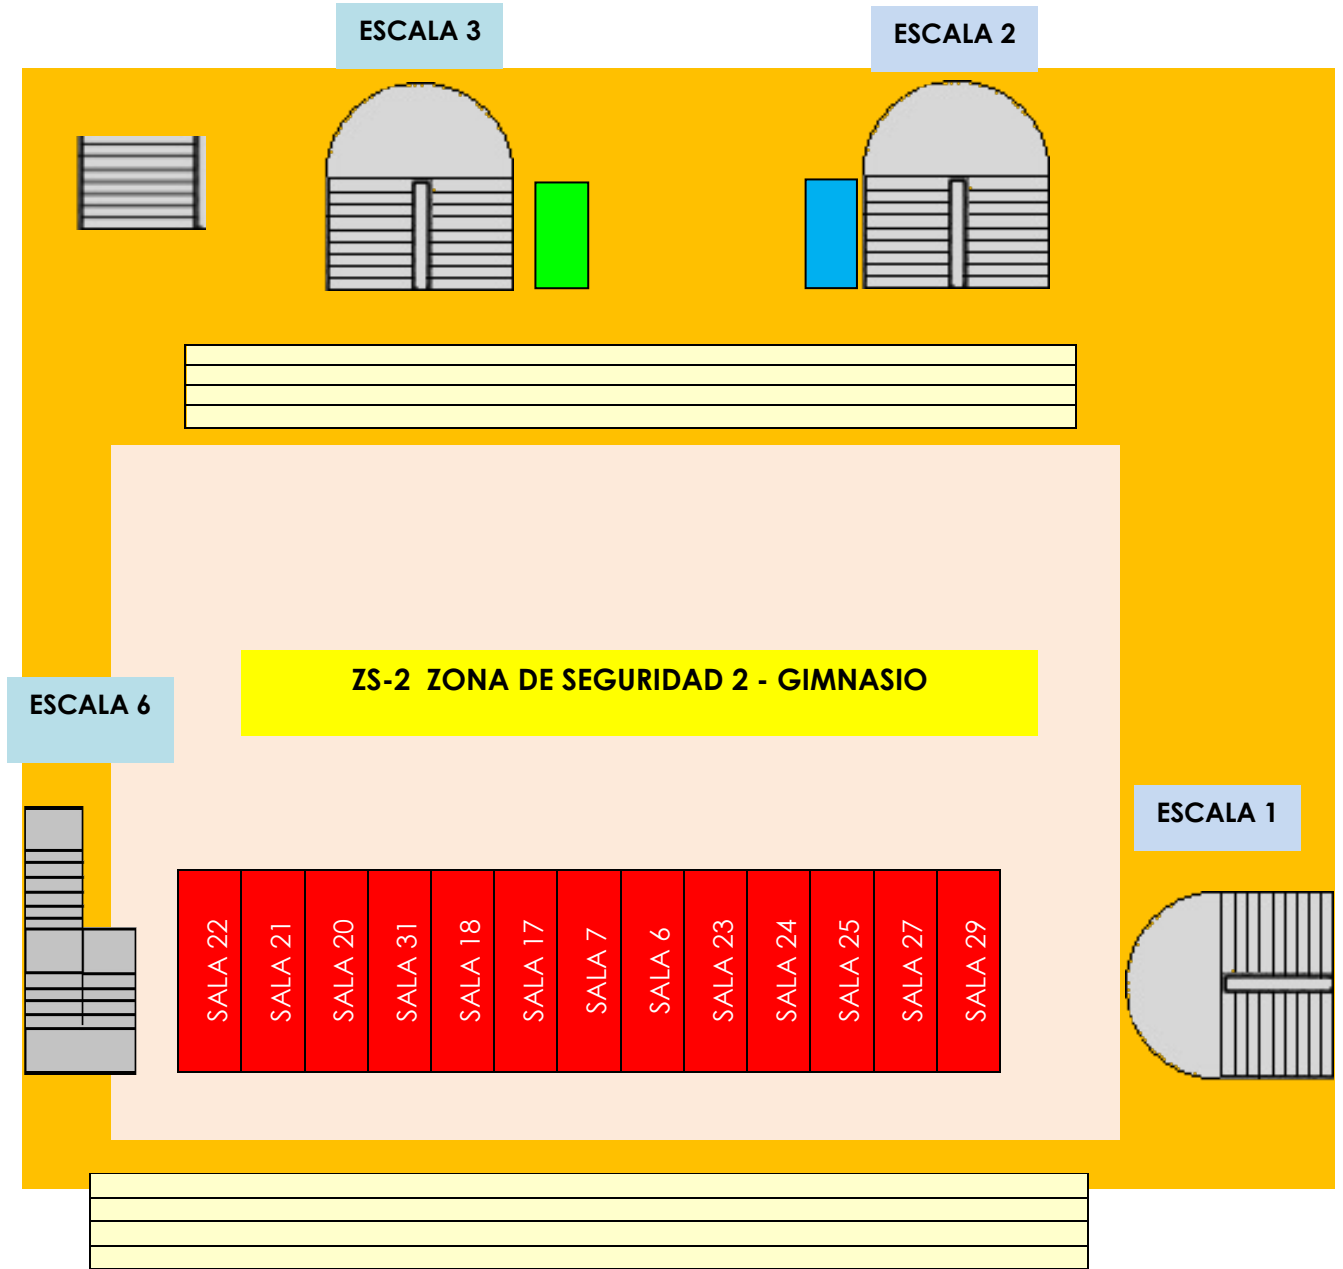 ESCALA 3
ESCALA 2
ZS-2 ZONA DE SEGURIDAD 2 - GIMNASIO
ESCALA 6
ESCALA 1
SALA 22
SALA 21
SALA 20
SALA 31
SALA 18
SALA 17
SALA 7
SALA 6
SALA 23
SALA 24
SALA 25
SALA 27
SALA 29